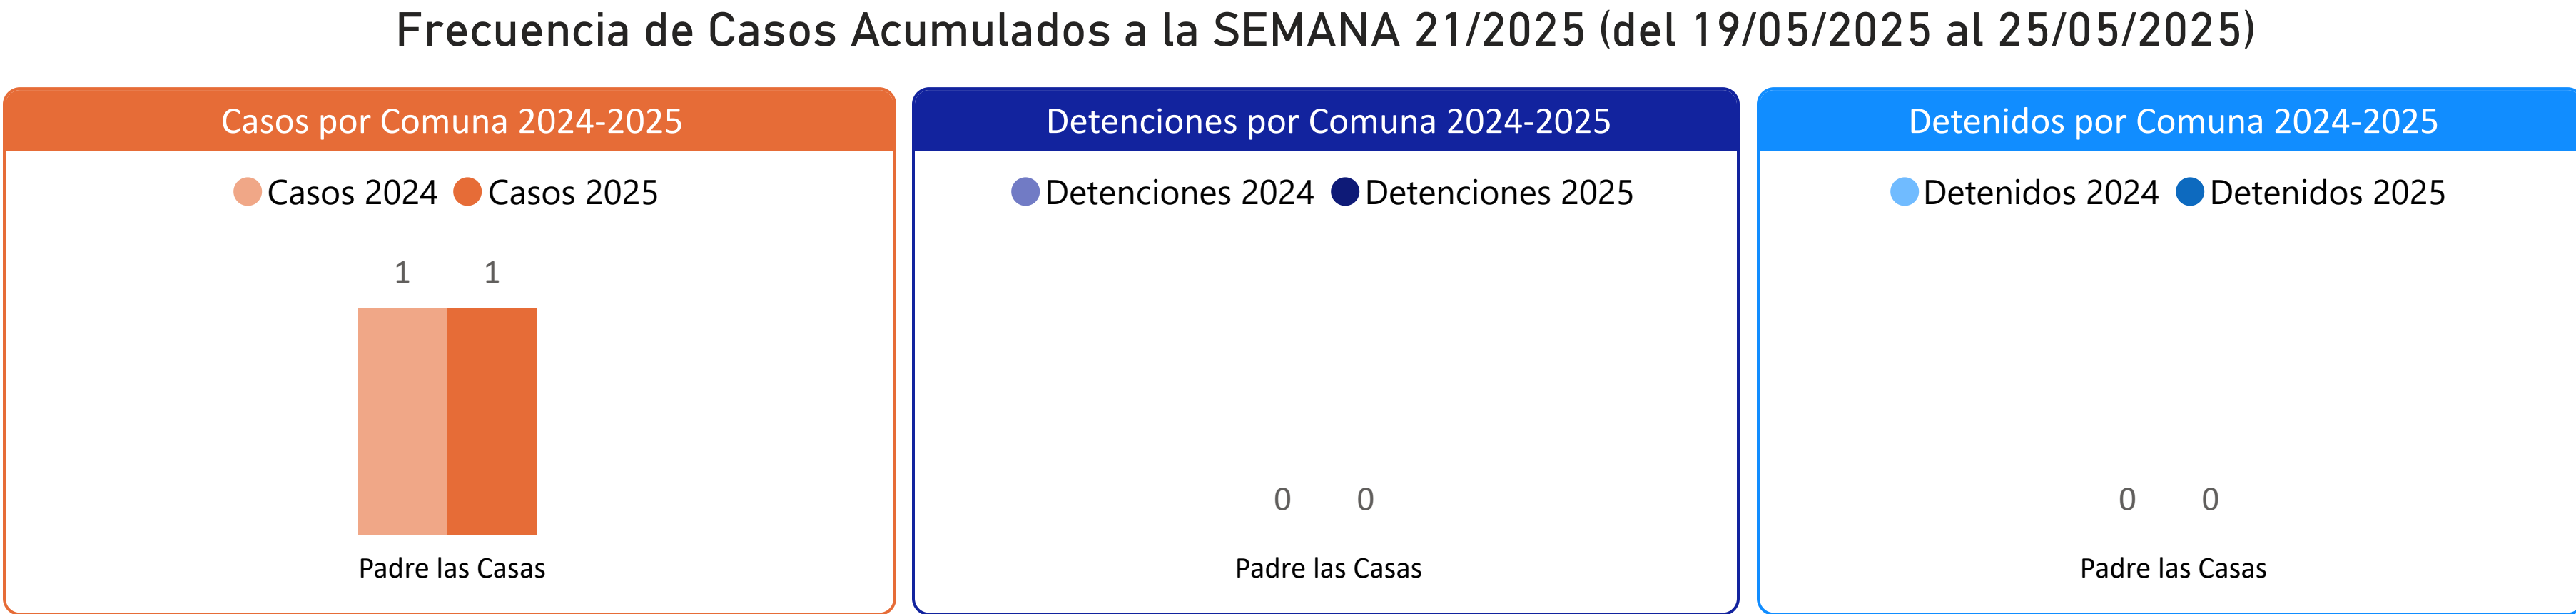 Frecuencia de Casos Acumulados a la SEMANA 21/2025 (del 19/05/2025 al 25/05/2025)
Casos por Comuna 2024-2025
Casos 2024 Casos 2025
1 1
Padre las Casas
Detenciones por Comuna 2024-2025
Detenciones 2024 Detenciones 2025
0 0
Padre las Casas
Detenidos por Comuna 2024-2025
Detenidos 2024 Detenidos 2025
0 0
Padre las Casas